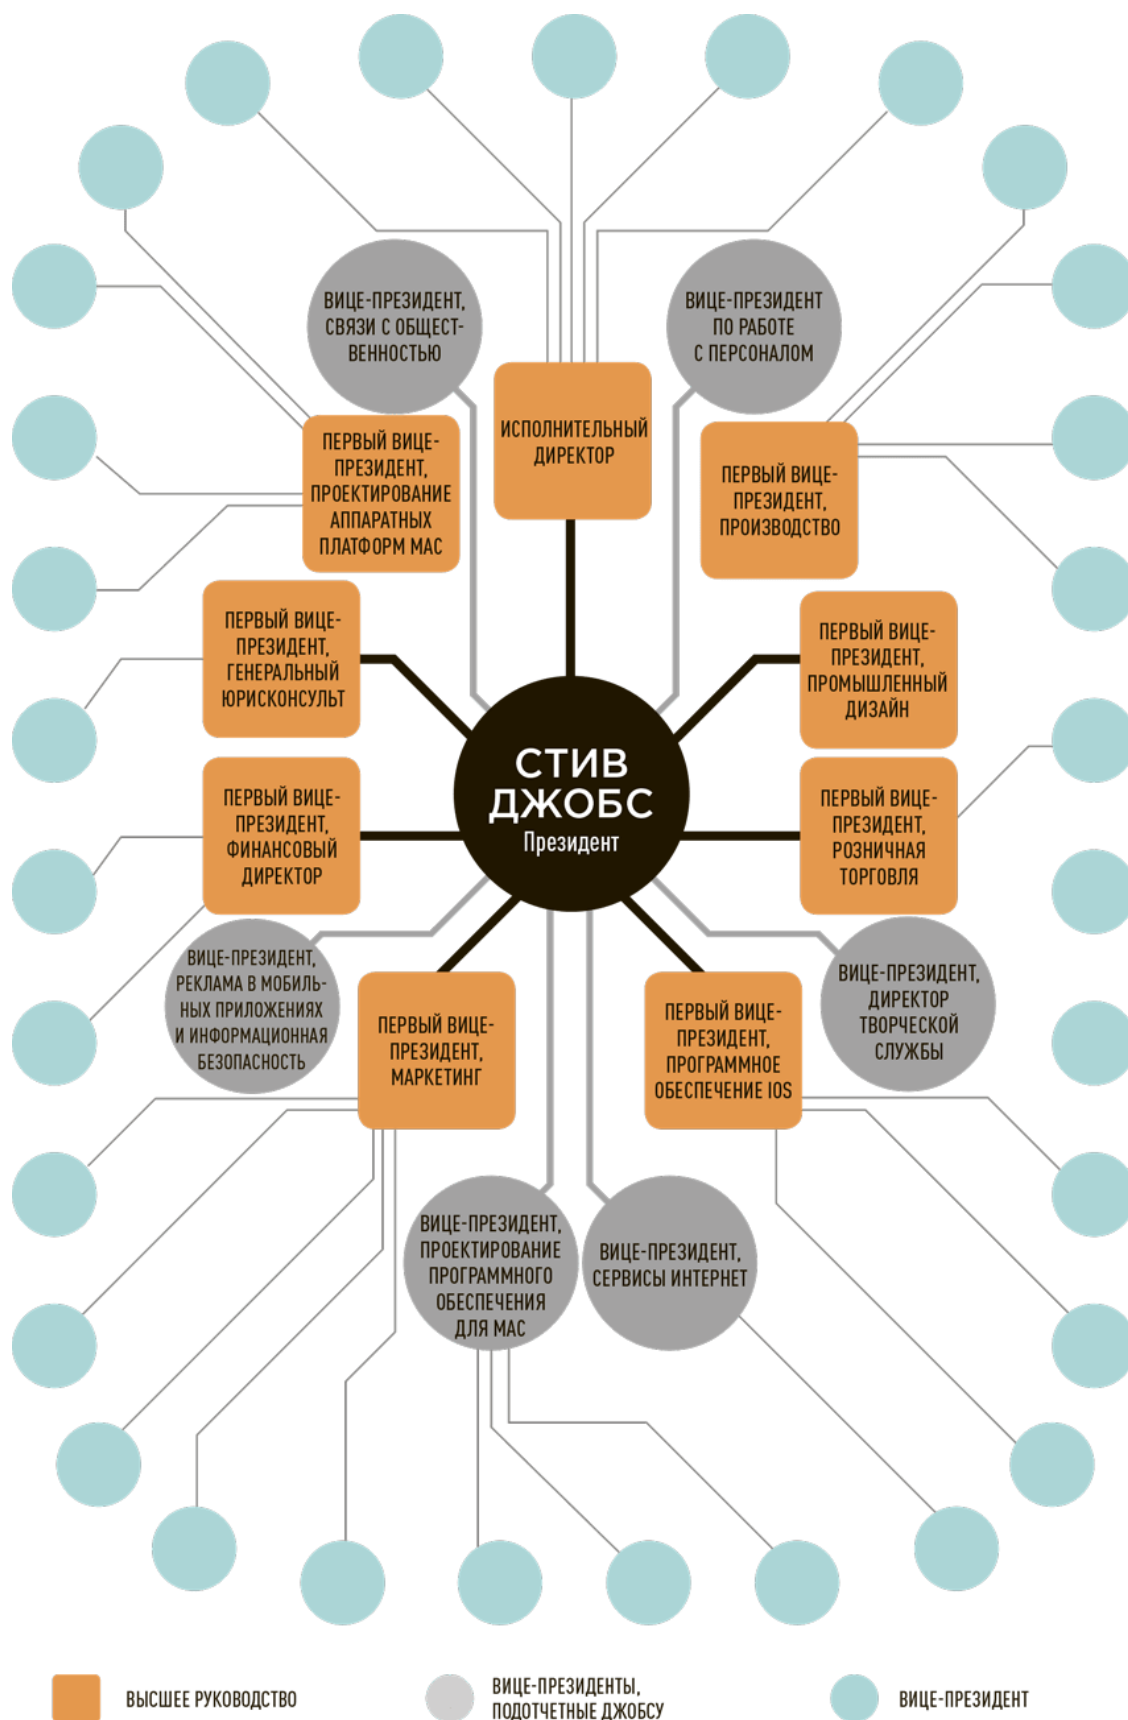 ВИЦЕ-ПРЕЗИДЕНТ,
СВЯЗИ С ОБЩЕСТ-
ВЕННОСТЬЮ
ВИЦЕ-ПРЕЗИДЕНТ
ПО РАБОТЕ
С ПЕРСОНАЛОМ
ИСПОЛНИТЕЛЬНЫЙ
ДИРЕКТОР
ПЕРВЫЙ ВИЦЕ-
ПРЕЗИДЕНТ,
ПРОЕКТИРОВАНИЕ
АППАРАТНЫХ
ПЛАТФОРМ MAC
ПЕРВЫЙ ВИЦЕ-
ПРЕЗИДЕНТ,
ПРОИЗВОДСТВО
ПЕРВЫЙ ВИЦЕ-
ПРЕЗИДЕНТ,
ГЕНЕРАЛЬНЫЙ
ЮРИСКОНСУЛЬТ
ПЕРВЫЙ ВИЦЕ-
ПРЕЗИДЕНТ,
ПРОМЫШЛЕННЫЙ
ДИЗАЙН
СТИВ
ДЖОБС
Президент
ПЕРВЫЙ ВИЦЕ-
ПРЕЗИДЕНТ,
ФИНАНСОВЫЙ
ДИРЕКТОР
ПЕРВЫЙ ВИЦЕ-
ПРЕЗИДЕНТ,
РОЗНИЧНАЯ
ТОРГОВЛЯ
ВИЦЕ-ПРЕЗИДЕНТ,
РЕКЛАМА В МОБИЛЬ-
НЫХ ПРИЛОЖЕНИЯХ
И ИНФОРМАЦИОННАЯ
БЕЗОПАСНОСТЬ
ПЕРВЫЙ ВИЦЕ-
ПРЕЗИДЕНТ,
МАРКЕТИНГ
ПЕРВЫЙ ВИЦЕ-
ПРЕЗИДЕНТ,
ПРОГРАММНОЕ
ОБЕСПЕЧЕНИЕ IOS
ВИЦЕ-ПРЕЗИДЕНТ,
ДИРЕКТОР
ТВОРЧЕСКОЙ
СЛУЖБЫ
ВИЦЕ-ПРЕЗИДЕНТ,
ПРОЕКТИРОВАНИЕ
ПРОГРАММНОГО
ОБЕСПЕЧЕНИЯ
ДЛЯ MAC
ВИЦЕ-ПРЕЗИДЕНТ,
СЕРВИСЫ ИНТЕРНЕТ
ВЫСШЕЕ РУКОВОДСТВО
ВИЦЕ-ПРЕЗИДЕНТЫ,
ПОДОТЧЕТНЫЕ ДЖОБСУ
ВИЦЕ-ПРЕЗИДЕНТ